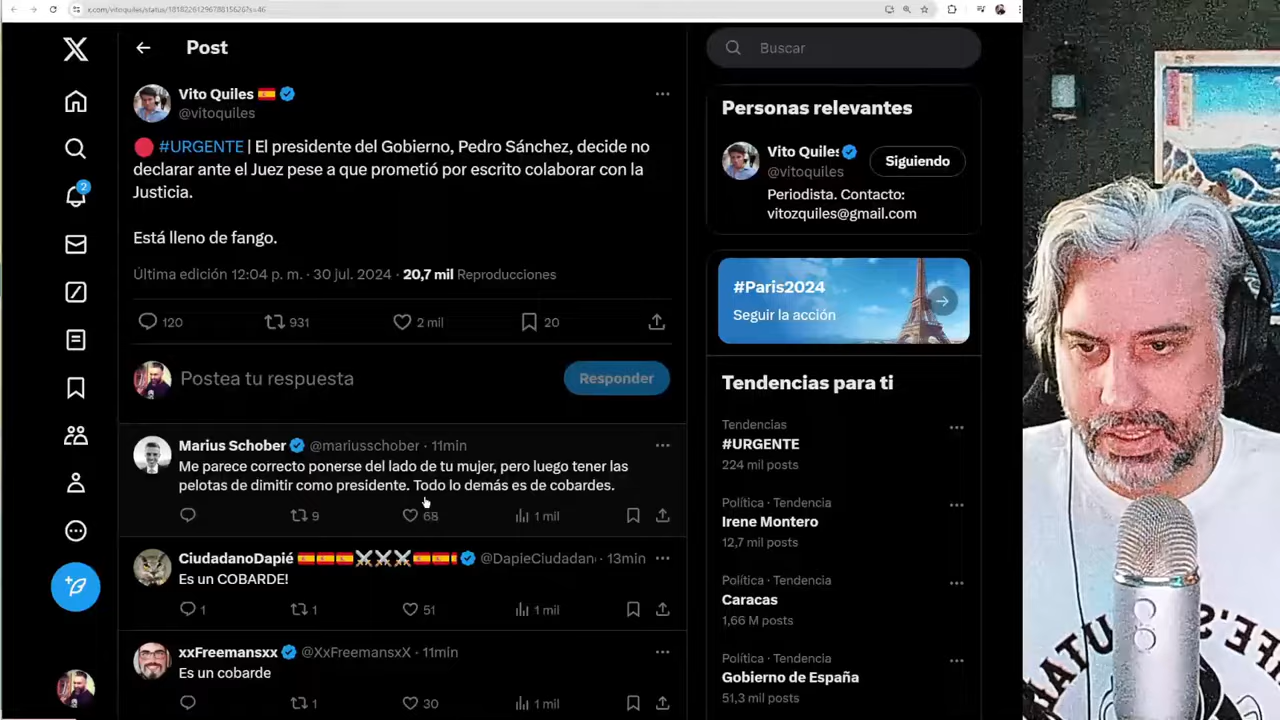 x.com/vitoquiles/status/1818226129678815626?s=46
Post
Vito Quiles
@vitoquiles
#URGENTE | El presidente del Gobierno, Pedro Sánchez, decide no
declarar ante el Juez pese a que prometió por escrito colaborar con la
Justicia.
Está lleno de fango.
Última edición 12:04 p. m. · 30 jul. 2024 · 20,7 mil Reproducciones
120 931 2 mil 20
Postea tu respuesta
Responder
Marius Schober @mariusschober · 11min
Me parece correcto ponerse del lado de tu mujer, pero luego tener las
pelotas de dimitir como presidente. Todo lo demás es de cobardes.
9 68 1 mil
CiudadanoDapié @DapieCiudadan · 13min
Es un COBARDE!
1 1 51 1 mil
xxFreemansxx @XxFreemansxX · 11min
Es un cobarde
1 30 1 mil
2
Buscar
Personas relevantes
Vito Quiles
@vitoquiles
Siguiendo
Periodista. Contacto:
vitozquiles@gmail.com
#Paris2024
Seguir la acción
Tendencias para ti
Tendencias
#URGENTE
224 mil posts
Política · Tendencia
Irene Montero
12,7 mil posts
Política · Tendencia
Caracas
1,66 M posts
Política · Tendencia
Gobierno de España
51,3 mil posts